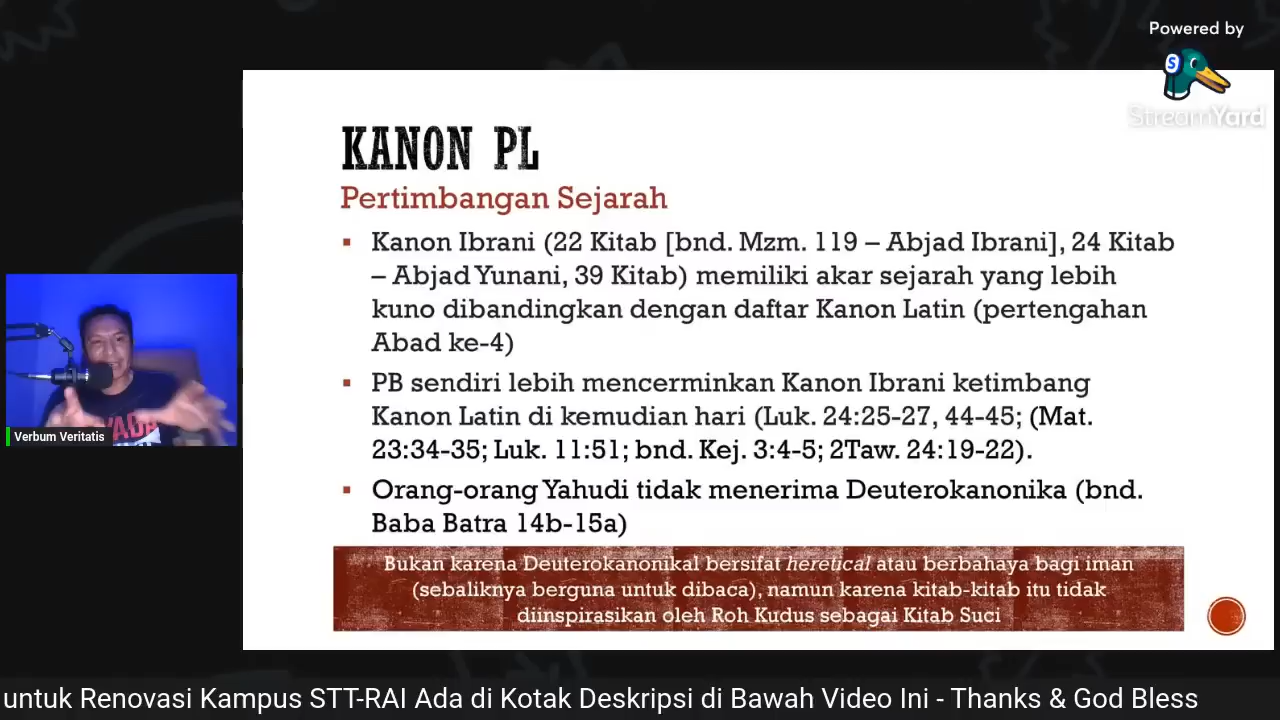 Powered by
StreamYard
KANON PL
Pertimbangan Sejarah
▪ Kanon Ibrani (22 Kitab [bnd. Mzm. 119 – Abjad Ibrani], 24 Kitab
– Abjad Yunani, 39 Kitab) memiliki akar sejarah yang lebih
kuno dibandingkan dengan daftar Kanon Latin (pertengahan
Abad ke-4)
▪ PB sendiri lebih mencerminkan Kanon Ibrani ketimbang
Kanon Latin di kemudian hari (Luk. 24:25-27, 44-45; (Mat.
23:34-35; Luk. 11:51; bnd. Kej. 3:4-5; 2Taw. 24:19-22).
▪ Orang-orang Yahudi tidak menerima Deuterokanonika (bnd.
Baba Batra 14b-15a)
Bukan karena Deuterokanonikal bersifat heretical atau berbahaya bagi iman
(sebaliknya berguna untuk dibaca), namun karena kitab-kitab itu tidak
diinspirasikan oleh Roh Kudus sebagai Kitab Suci
Verbum Veritatis
untuk Renovasi Kampus STT-RAI Ada di Kotak Deskripsi di Bawah Video Ini - Thanks & God Bless